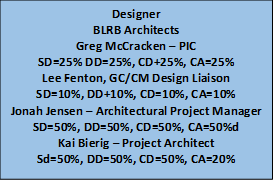 Designer
BLRB Architects
Greg McCracken – PIC
SD=25% DD=25%, CD+25%, CA=25%
Lee Fenton, GC/CM Design Liaison
SD=10%, DD+10%, CD=10%, CA=10%
Jonah Jensen – Architectural Project Manager
SD=50%, DD=50%, CD=50%, CA=50%d
Kai Bierig – Project Architect
Sd=50%, DD=50%, CD=50%, CA=20%